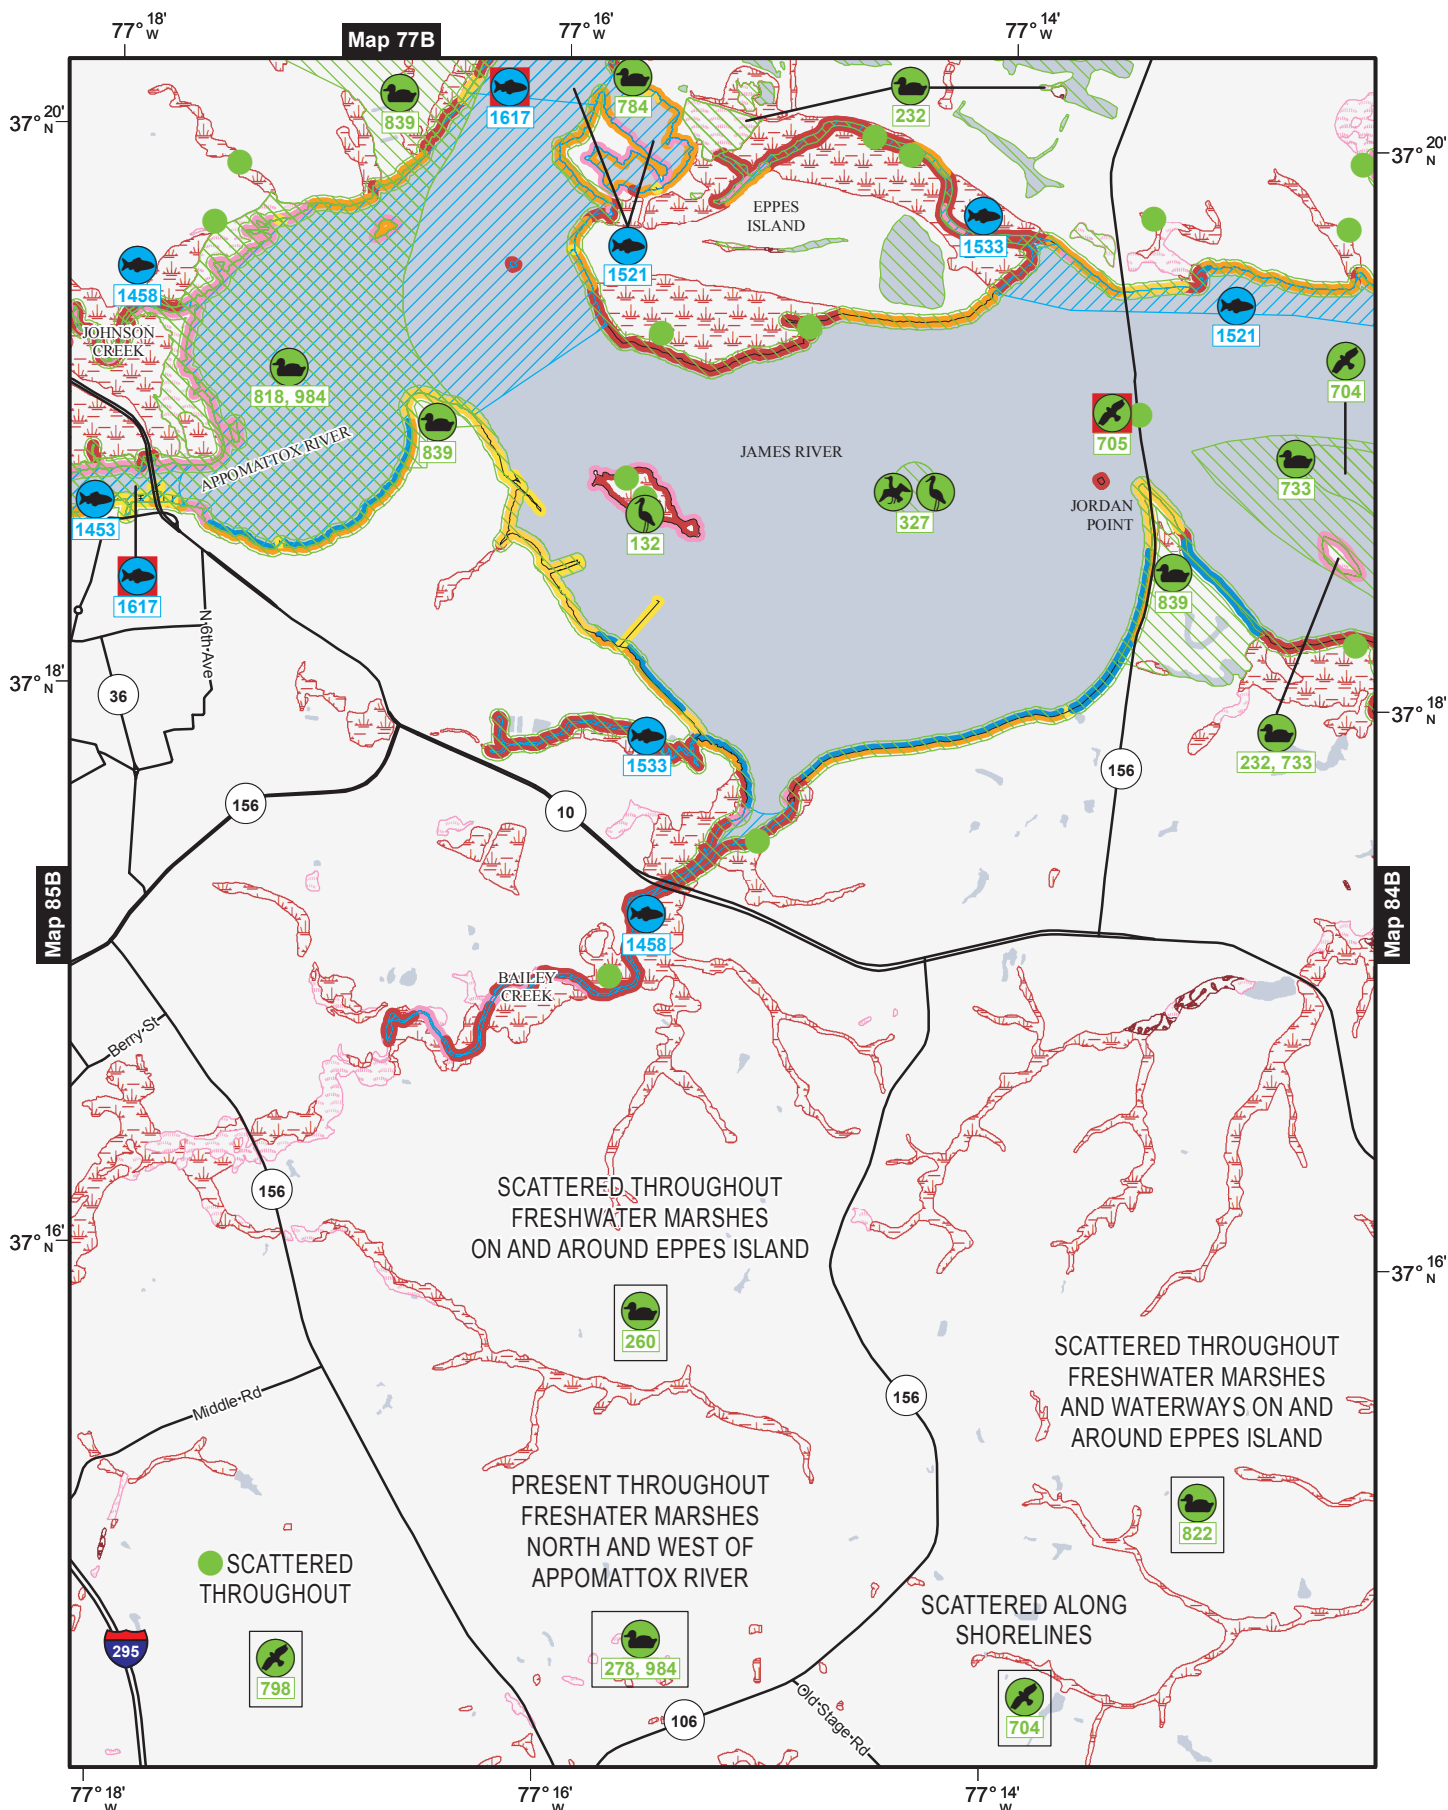 77° 18' W
Map 77B
77° 16' W
77° 14' W
37° 20' N
37° 20' N
839
1617
784
232
EPPES
ISLAND
1533
1458
1521
1521
JOHNSON
CREEK
818, 984
704
839
APPOMATTOX RIVER
JAMES RIVER
705
733
327
JORDAN
POINT
1453
132
839
1617
N 6th Ave
37° 18' N
36
37° 18' N
1533
232, 733
156
156
10
Map 85B
Map 84B
1458
BAILEY
CREEK
Berry St
156
SCATTERED THROUGHOUT
FRESHWATER MARSHES
ON AND AROUND EPPES ISLAND
37° 16' N
37° 16' N
260
SCATTERED THROUGHOUT
FRESHWATER MARSHES
AND WATERWAYS ON AND
AROUND EPPES ISLAND
Middle Rd
156
PRESENT THROUGHOUT
FRESHATER MARSHES
NORTH AND WEST OF
APPOMATTOX RIVER
822
SCATTERED
THROUGHOUT
SCATTERED ALONG
SHORELINES
295
798
278, 984
704
106
Old Stage Rd
77° 18' W
77° 16' W
77° 14' W